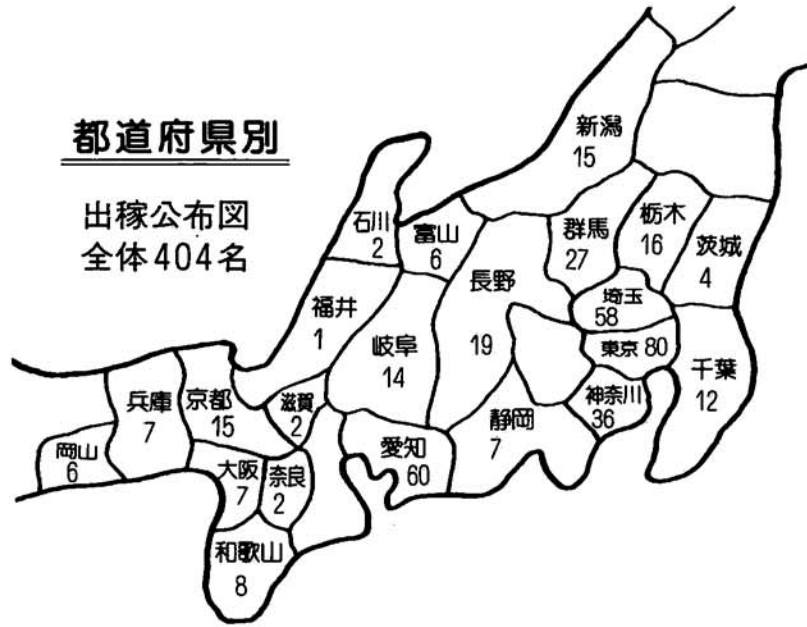 都道府県別
出稼公布図
全体404名
新潟
15
石川
2
富山
6
群馬
27
栃木
16
茨城
4
長野
19
埼玉
58
福井
1
岐阜
14
東京 80
千葉
12
神奈川
36
静岡
7
愛知
60
滋賀
2
京都
15
兵庫
7
岡山
6
大阪
7
奈良
2
和歌山
8